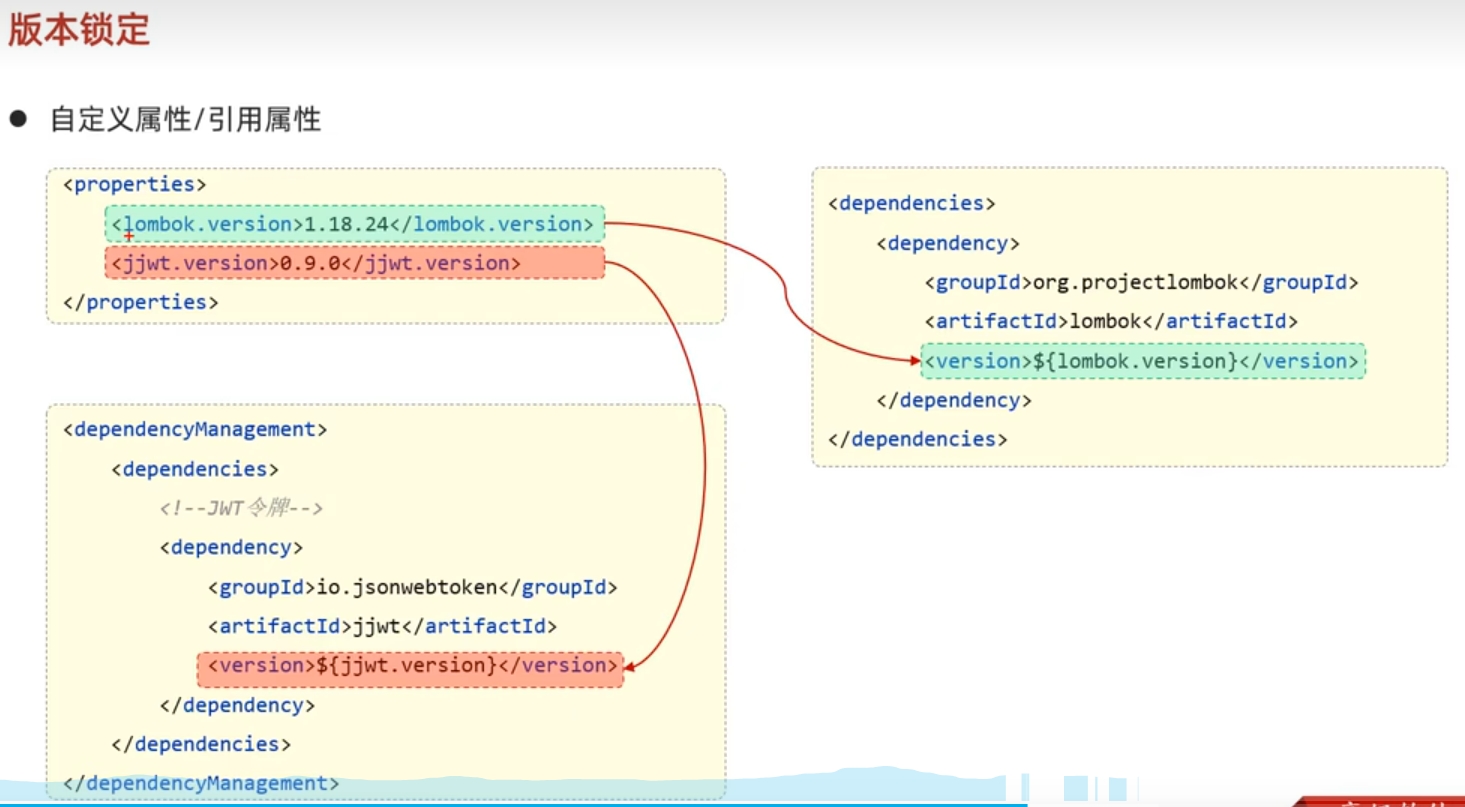 版本锁定
● 自定义属性/引用属性
<properties>
<lombok.version>1.18.24</lombok.version>
<jjwt.version>0.9.0</jjwt.version>
</properties>
<dependencyManagement>
<dependencies>
<!--JWT令牌-->
<dependency>
<groupId>io.jsonwebtoken</groupId>
<artifactId>jjwt</artifactId>
<version>${jjwt.version}</version>
</dependency>
</dependencies>
</dependencyManagement>
<dependencies>
<dependency>
<groupId>org.projectlombok</groupId>
<artifactId>lombok</artifactId>
<version>${lombok.version}</version>
</dependency>
</dependencies>